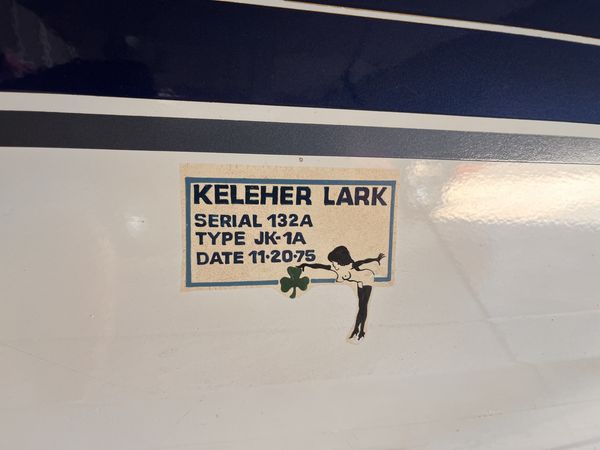 KELEHER LARK
SERIAL 132A
TYPE JK-1A
DATE 11·20·75